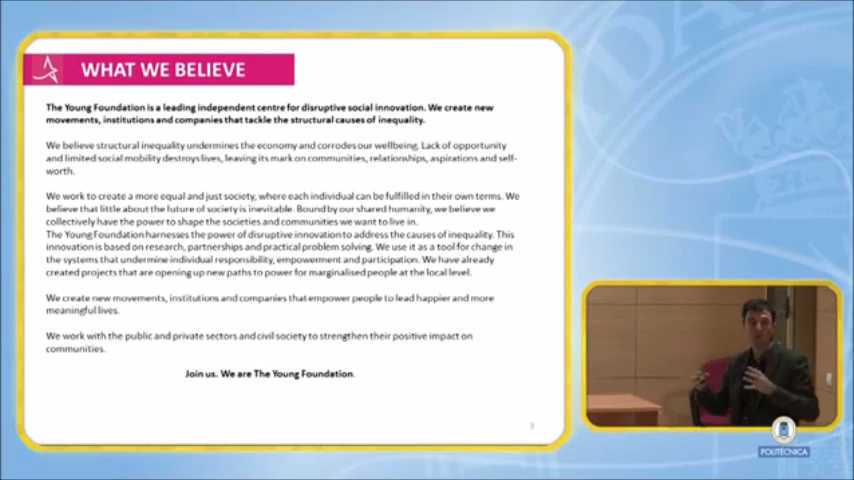 WHAT WE BELIEVE
The Young Foundation is a leading independent centre for disruptive social innovation. We create new
movements, institutions and companies that tackle the structural causes of inequality.
We believe structural inequality undermines the economy and corrodes our wellbeing. Lack of opportunity
and limited social mobility destroys lives, leaving its mark on communities, relationships, aspirations and self-
worth.
We work to create a more equal and just society, where each individual can be fulfilled in their own terms. We
believe that little about the future of society is inevitable. Bound by our shared humanity, we believe we
collectively have the power to shape the societies and communities we want to live in.
The Young Foundation harnesses the power of disruptive innovation to address the causes of inequality. This
innovation is based on research, partnerships and practical problem solving. We use it as a tool for change in
the systems that undermine individual responsibility, empowerment and participation. We have already
created projects that are opening up new paths to power for marginalised people at the local level.
We create new movements, institutions and companies that empower people to lead happier and more
meaningful lives.
We work with the public and private sectors and civil society to strengthen their positive impact on
communities.
Join us. We are The Young Foundation.
3
POLITÉCNICA